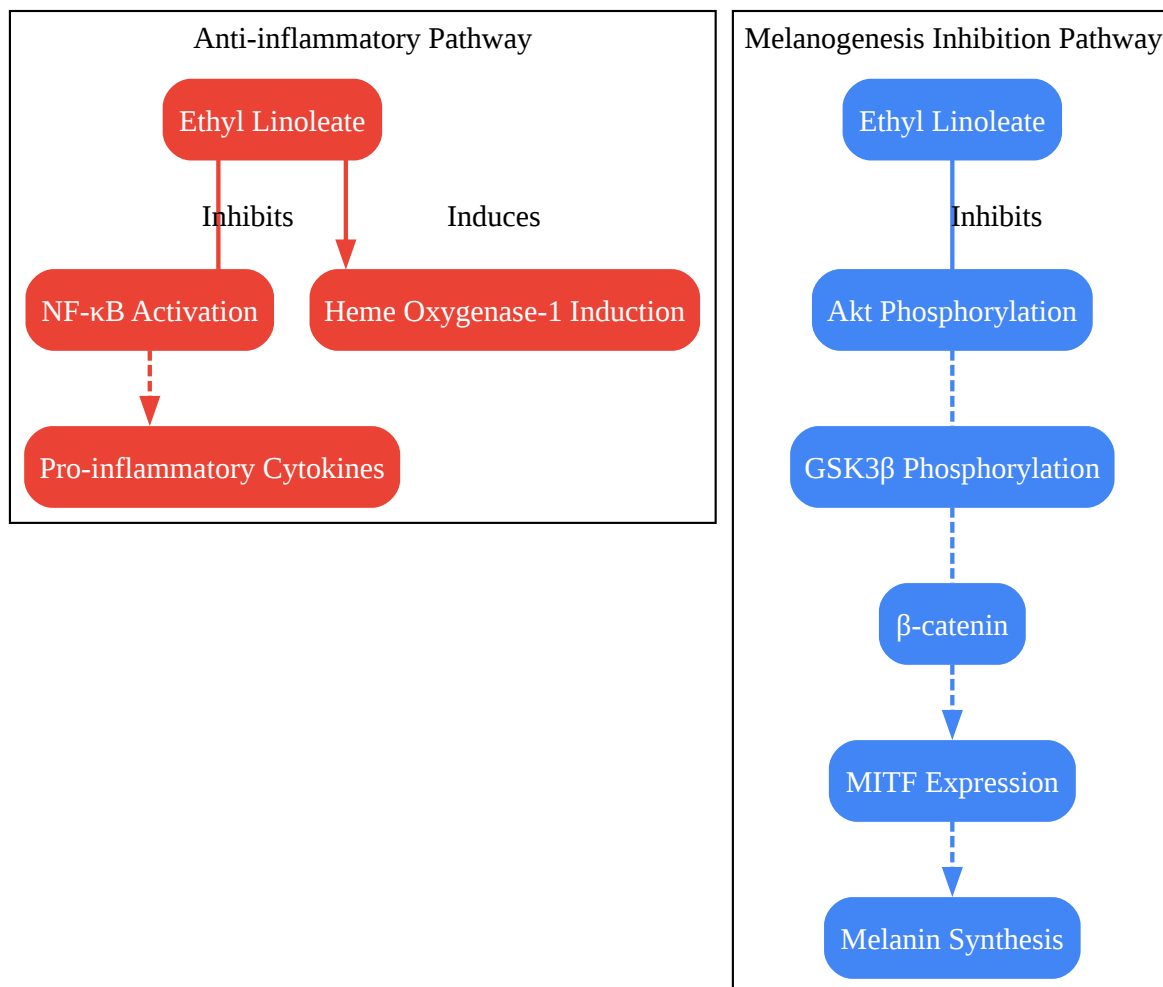 Anti-inflammatory Pathway
Ethyl Linoleate
Inhibits
Induces
NF-κB Activation
Heme Oxygenase-1 Induction
Pro-inflammatory Cytokines
Melanogenesis Inhibition Pathway
Ethyl Linoleate
Inhibits
Akt Phosphorylation
GSK3β Phosphorylation
β-catenin
MITF Expression
Melanin Synthesis